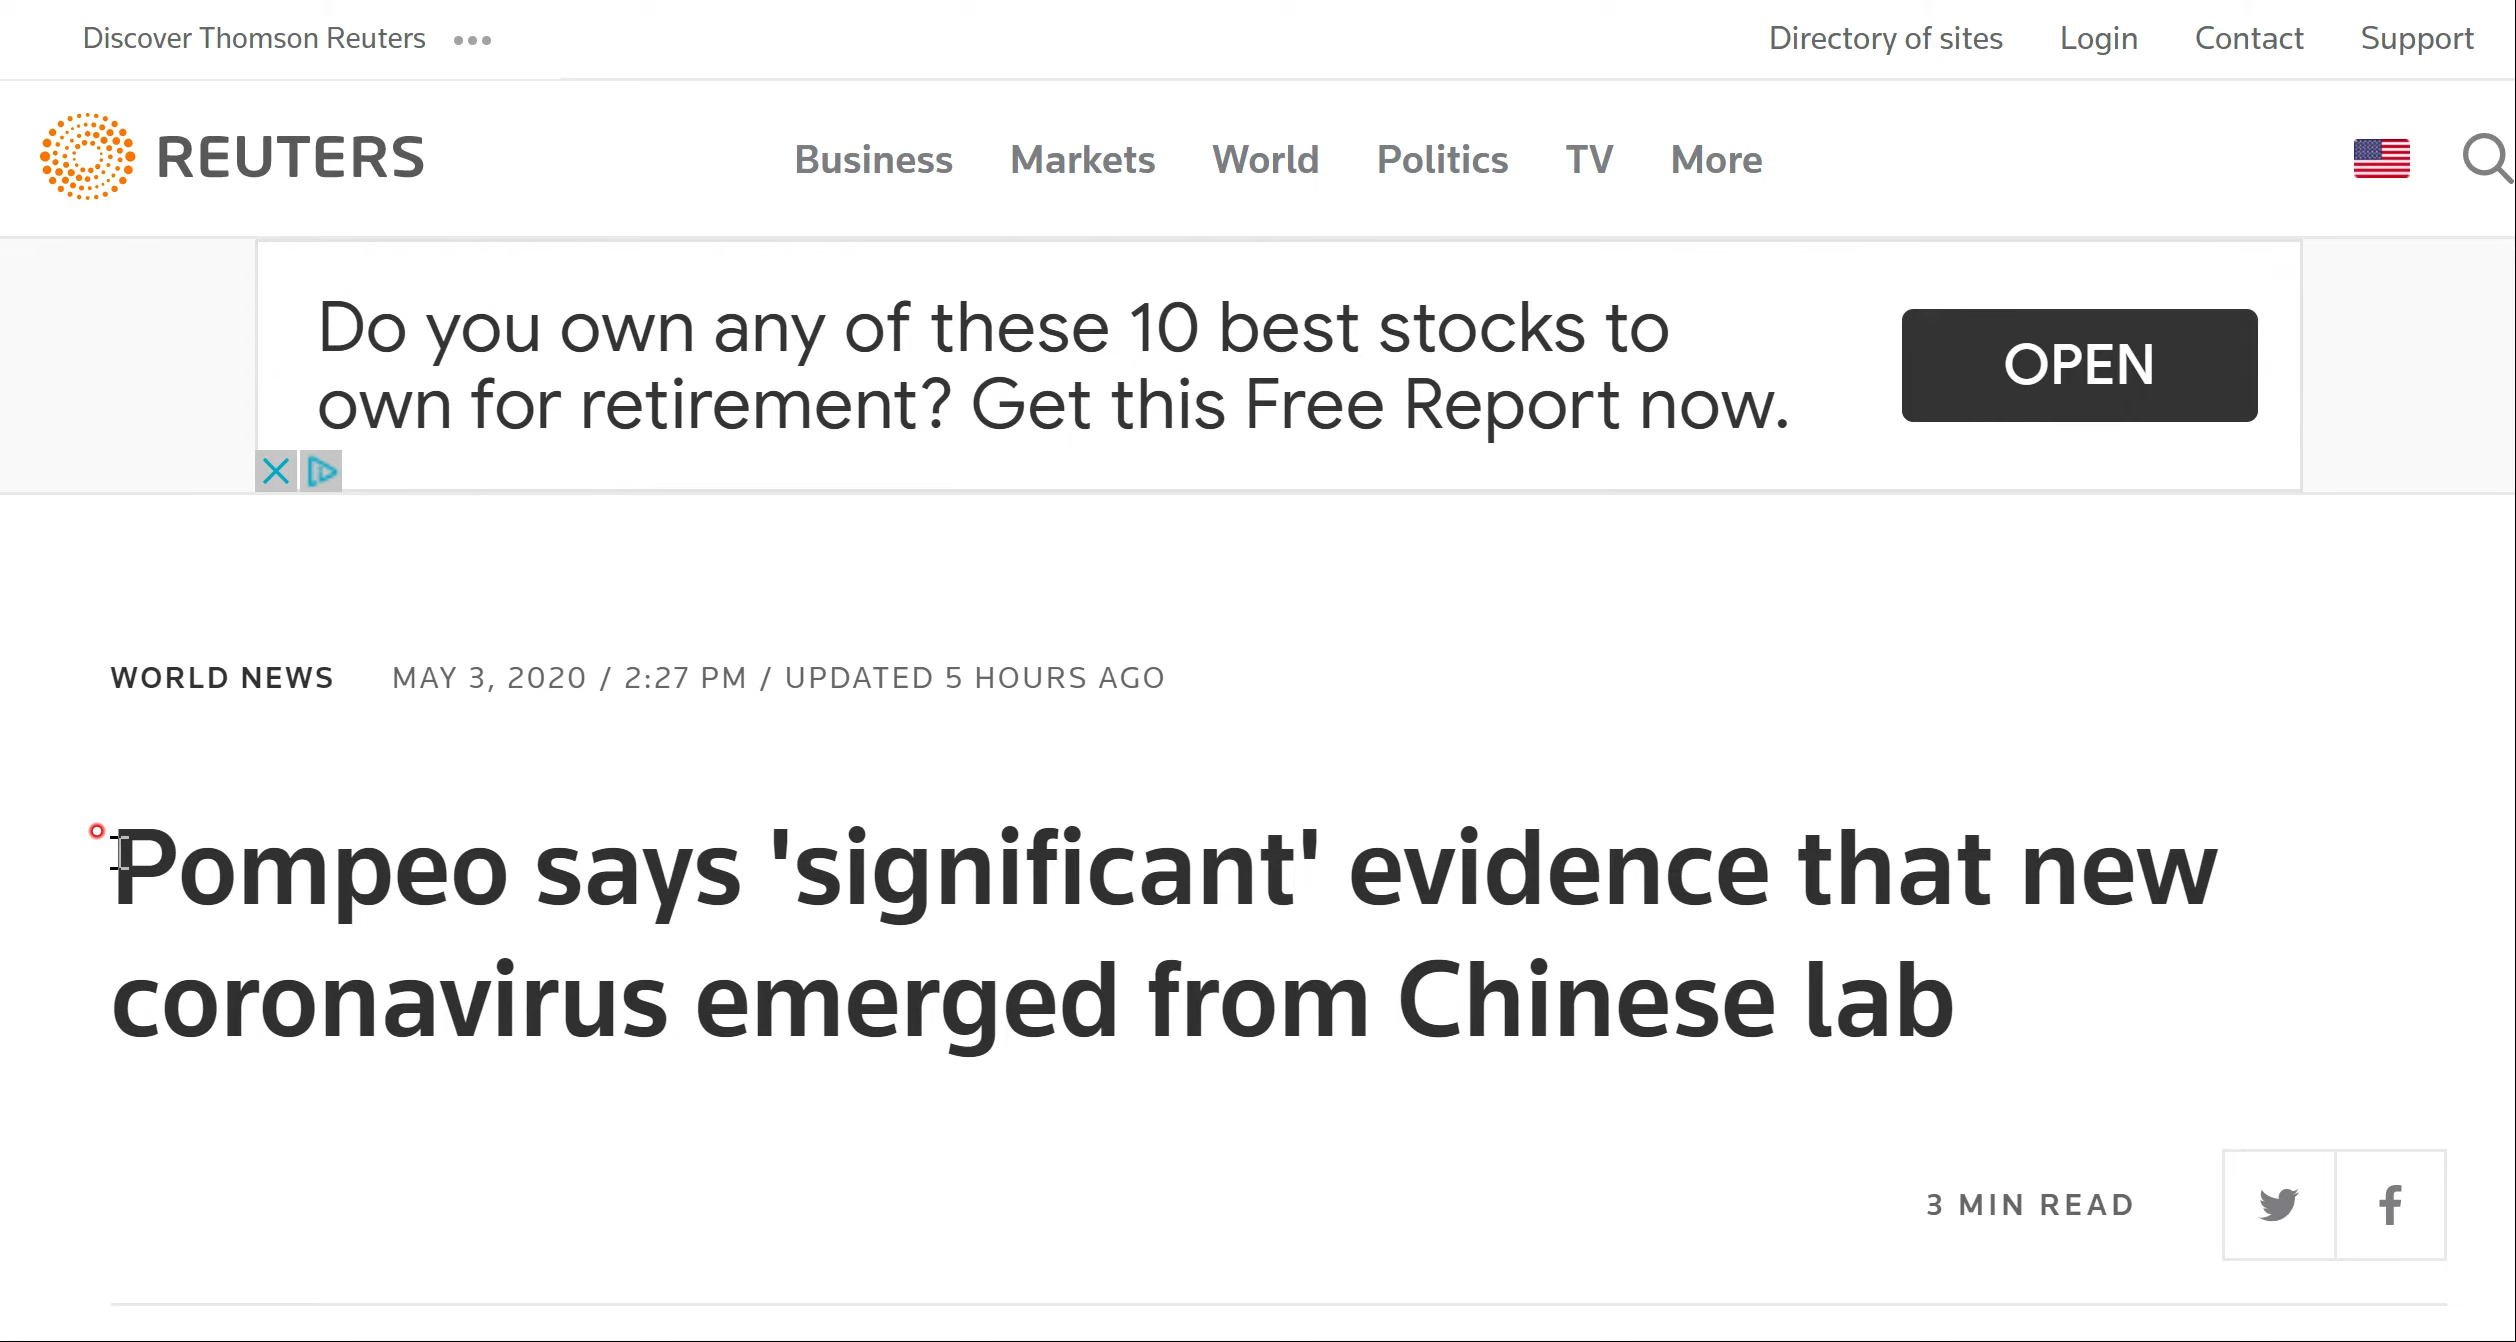 Discover Thomson Reuters
Directory of sites Login Contact Support
REUTERS
Business Markets World Politics TV More
Do you own any of these 10 best stocks to
own for retirement? Get this Free Report now.
OPEN
WORLD NEWS MAY 3, 2020 / 2:27 PM / UPDATED 5 HOURS AGO
Pompeo says 'significant' evidence that new
coronavirus emerged from Chinese lab
3 MIN READ